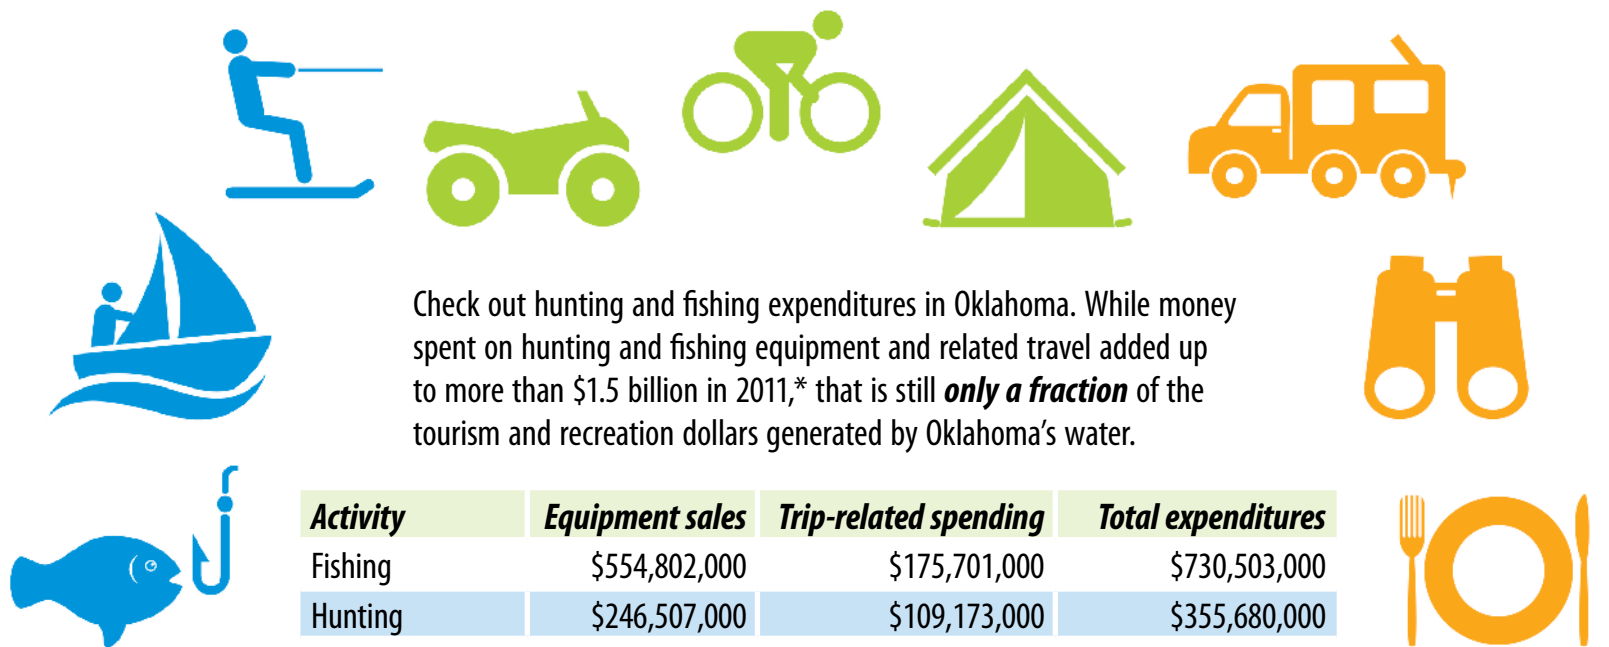 Check out hunting and fishing expenditures in Oklahoma. While money
spent on hunting and fishing equipment and related travel added up
to more than $1.5 billion in 2011,* that is still only a fraction of the
tourism and recreation dollars generated by Oklahoma’s water.
Activity Equipment sales Trip-related spending Total expenditures
Fishing $554,802,000 $175,701,000 $730,503,000
Hunting $246,507,000 $109,173,000 $355,680,000